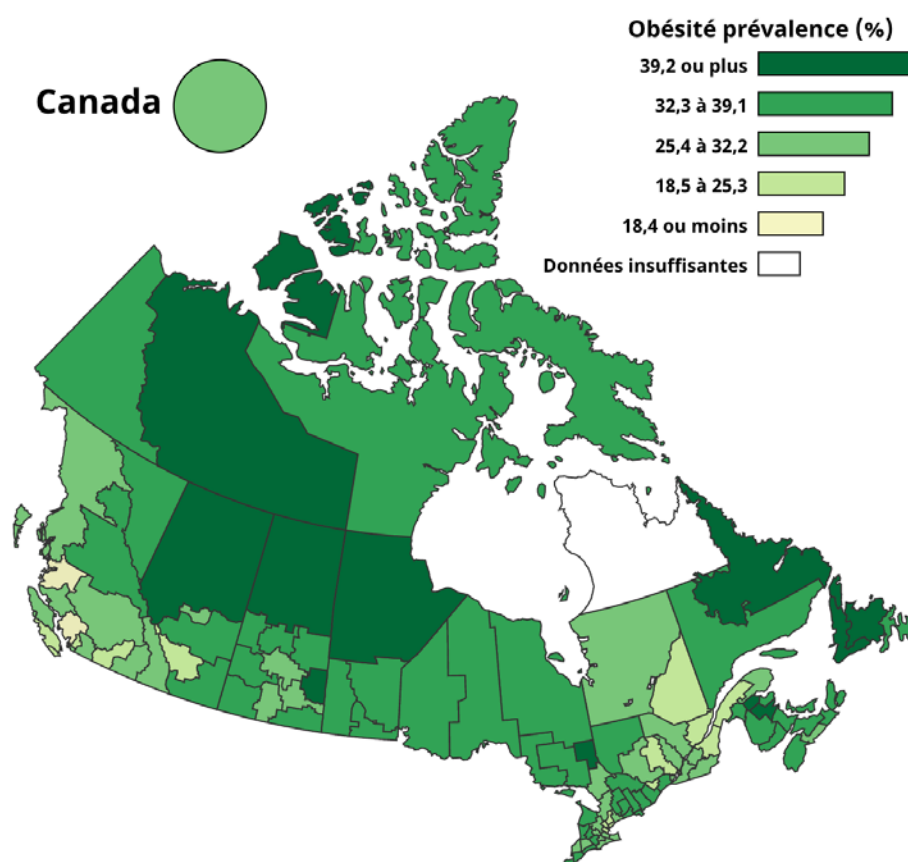 Obésité prévalence (%)
39,2 ou plus
32,3 à 39,1
25,4 à 32,2
18,5 à 25,3
18,4 ou moins
Données insuffisantes
Canada